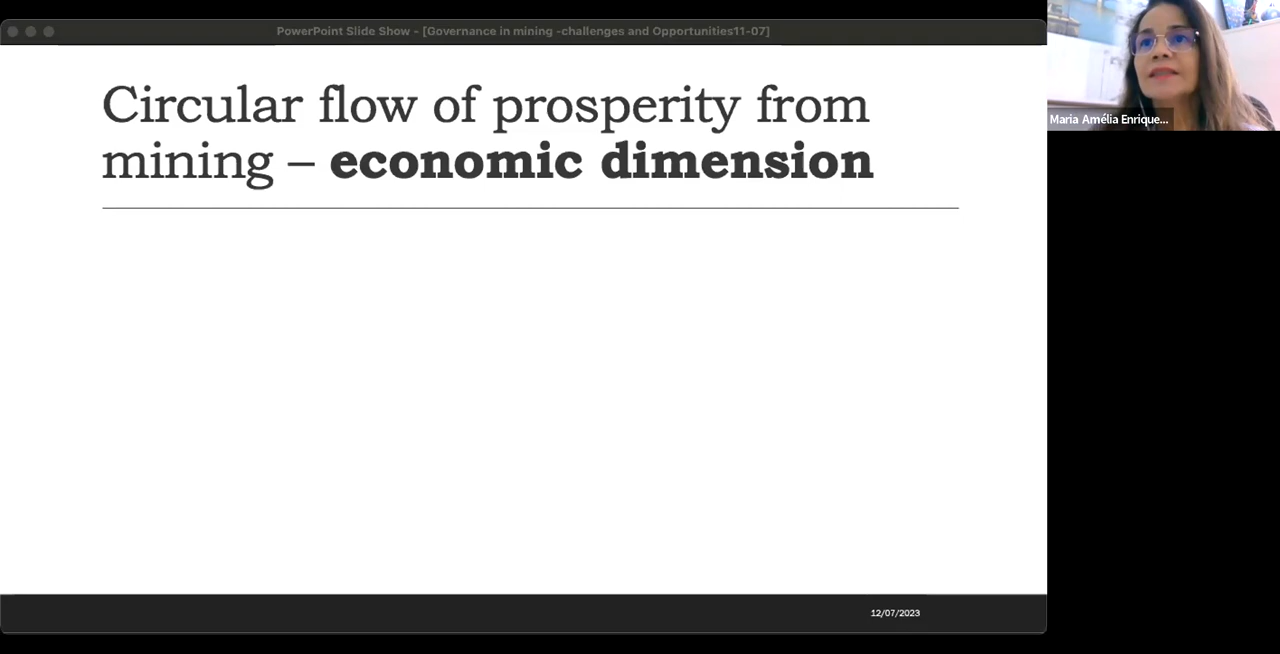 PowerPoint Slide Show - [Governance in mining -challenges and Opportunities11-07]
Circular flow of prosperity from
mining – economic dimension
Maria Amélia Enrique...
12/07/2023